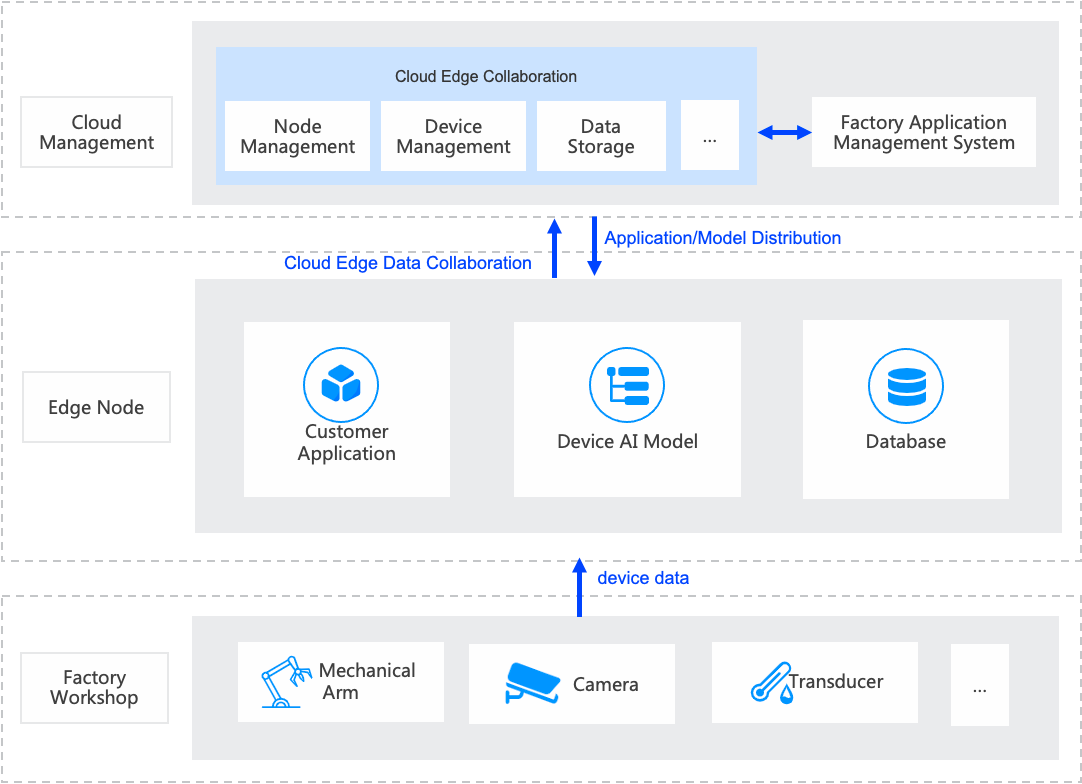 Cloud Edge Collaboration
Cloud
Management
Node
Management
Device
Management
Data
Storage
...
Factory Application
Management System
Application/Model Distribution
Cloud Edge Data Collaboration
Edge Node
Customer
Application
Device AI Model
Database
device data
Factory
Workshop
Mechanical
Arm
Camera
Transducer
...